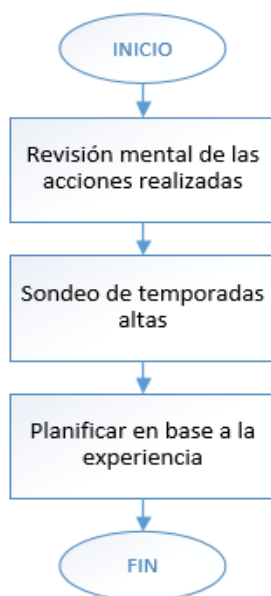 INICIO
Revisión mental de las
acciones realizadas
Sondeo de temporadas
altas
Planificar en base a la
experiencia
FIN